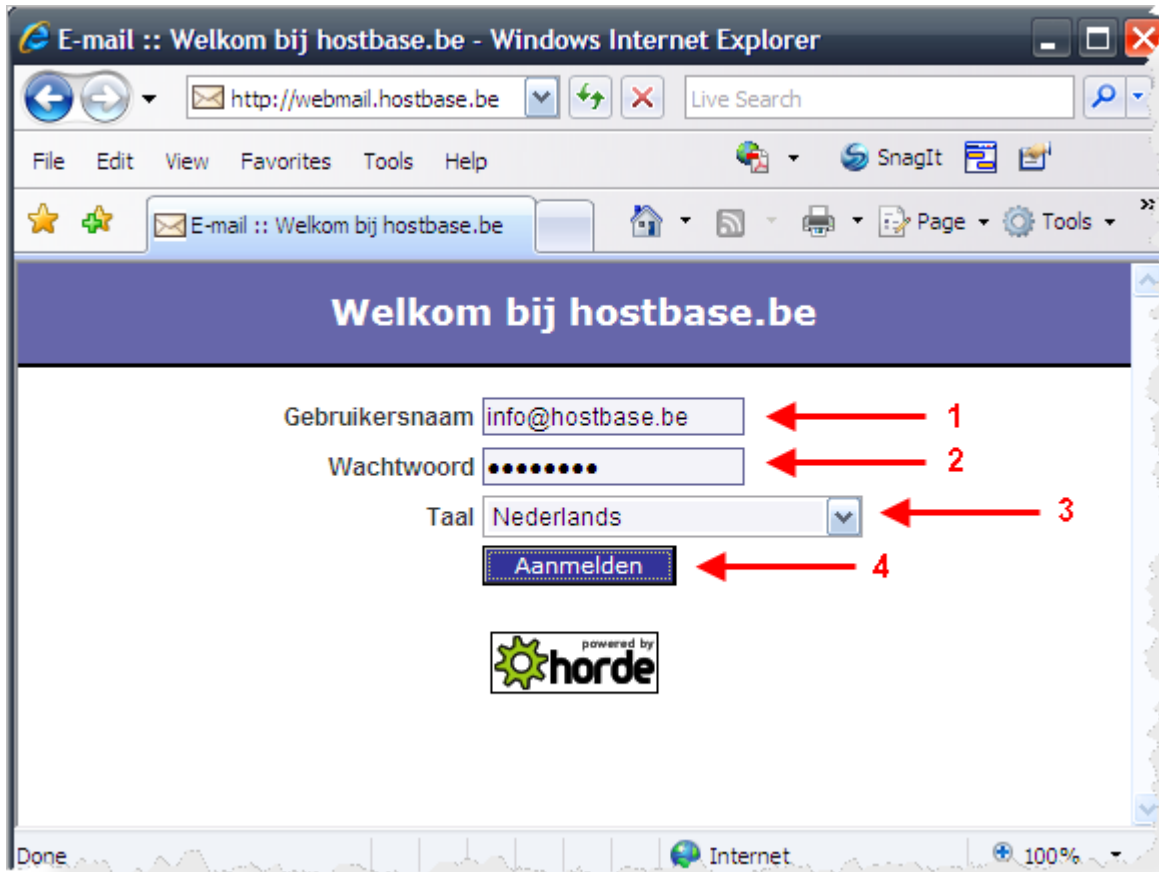 E-mail :: Welkom bij hostbase.be - Windows Internet Explorer
http://webmail.hostbase.be
Live Search
File Edit View Favorites Tools Help
SnagIt
E-mail :: Welkom bij hostbase.be
Page
Tools
Welkom bij hostbase.be
Gebruikersnaam info@hostbase.be 1
Wachtwoord •••••••• 2
Taal Nederlands 3
Aanmelden 4
powered by
horde
Done Internet 100%